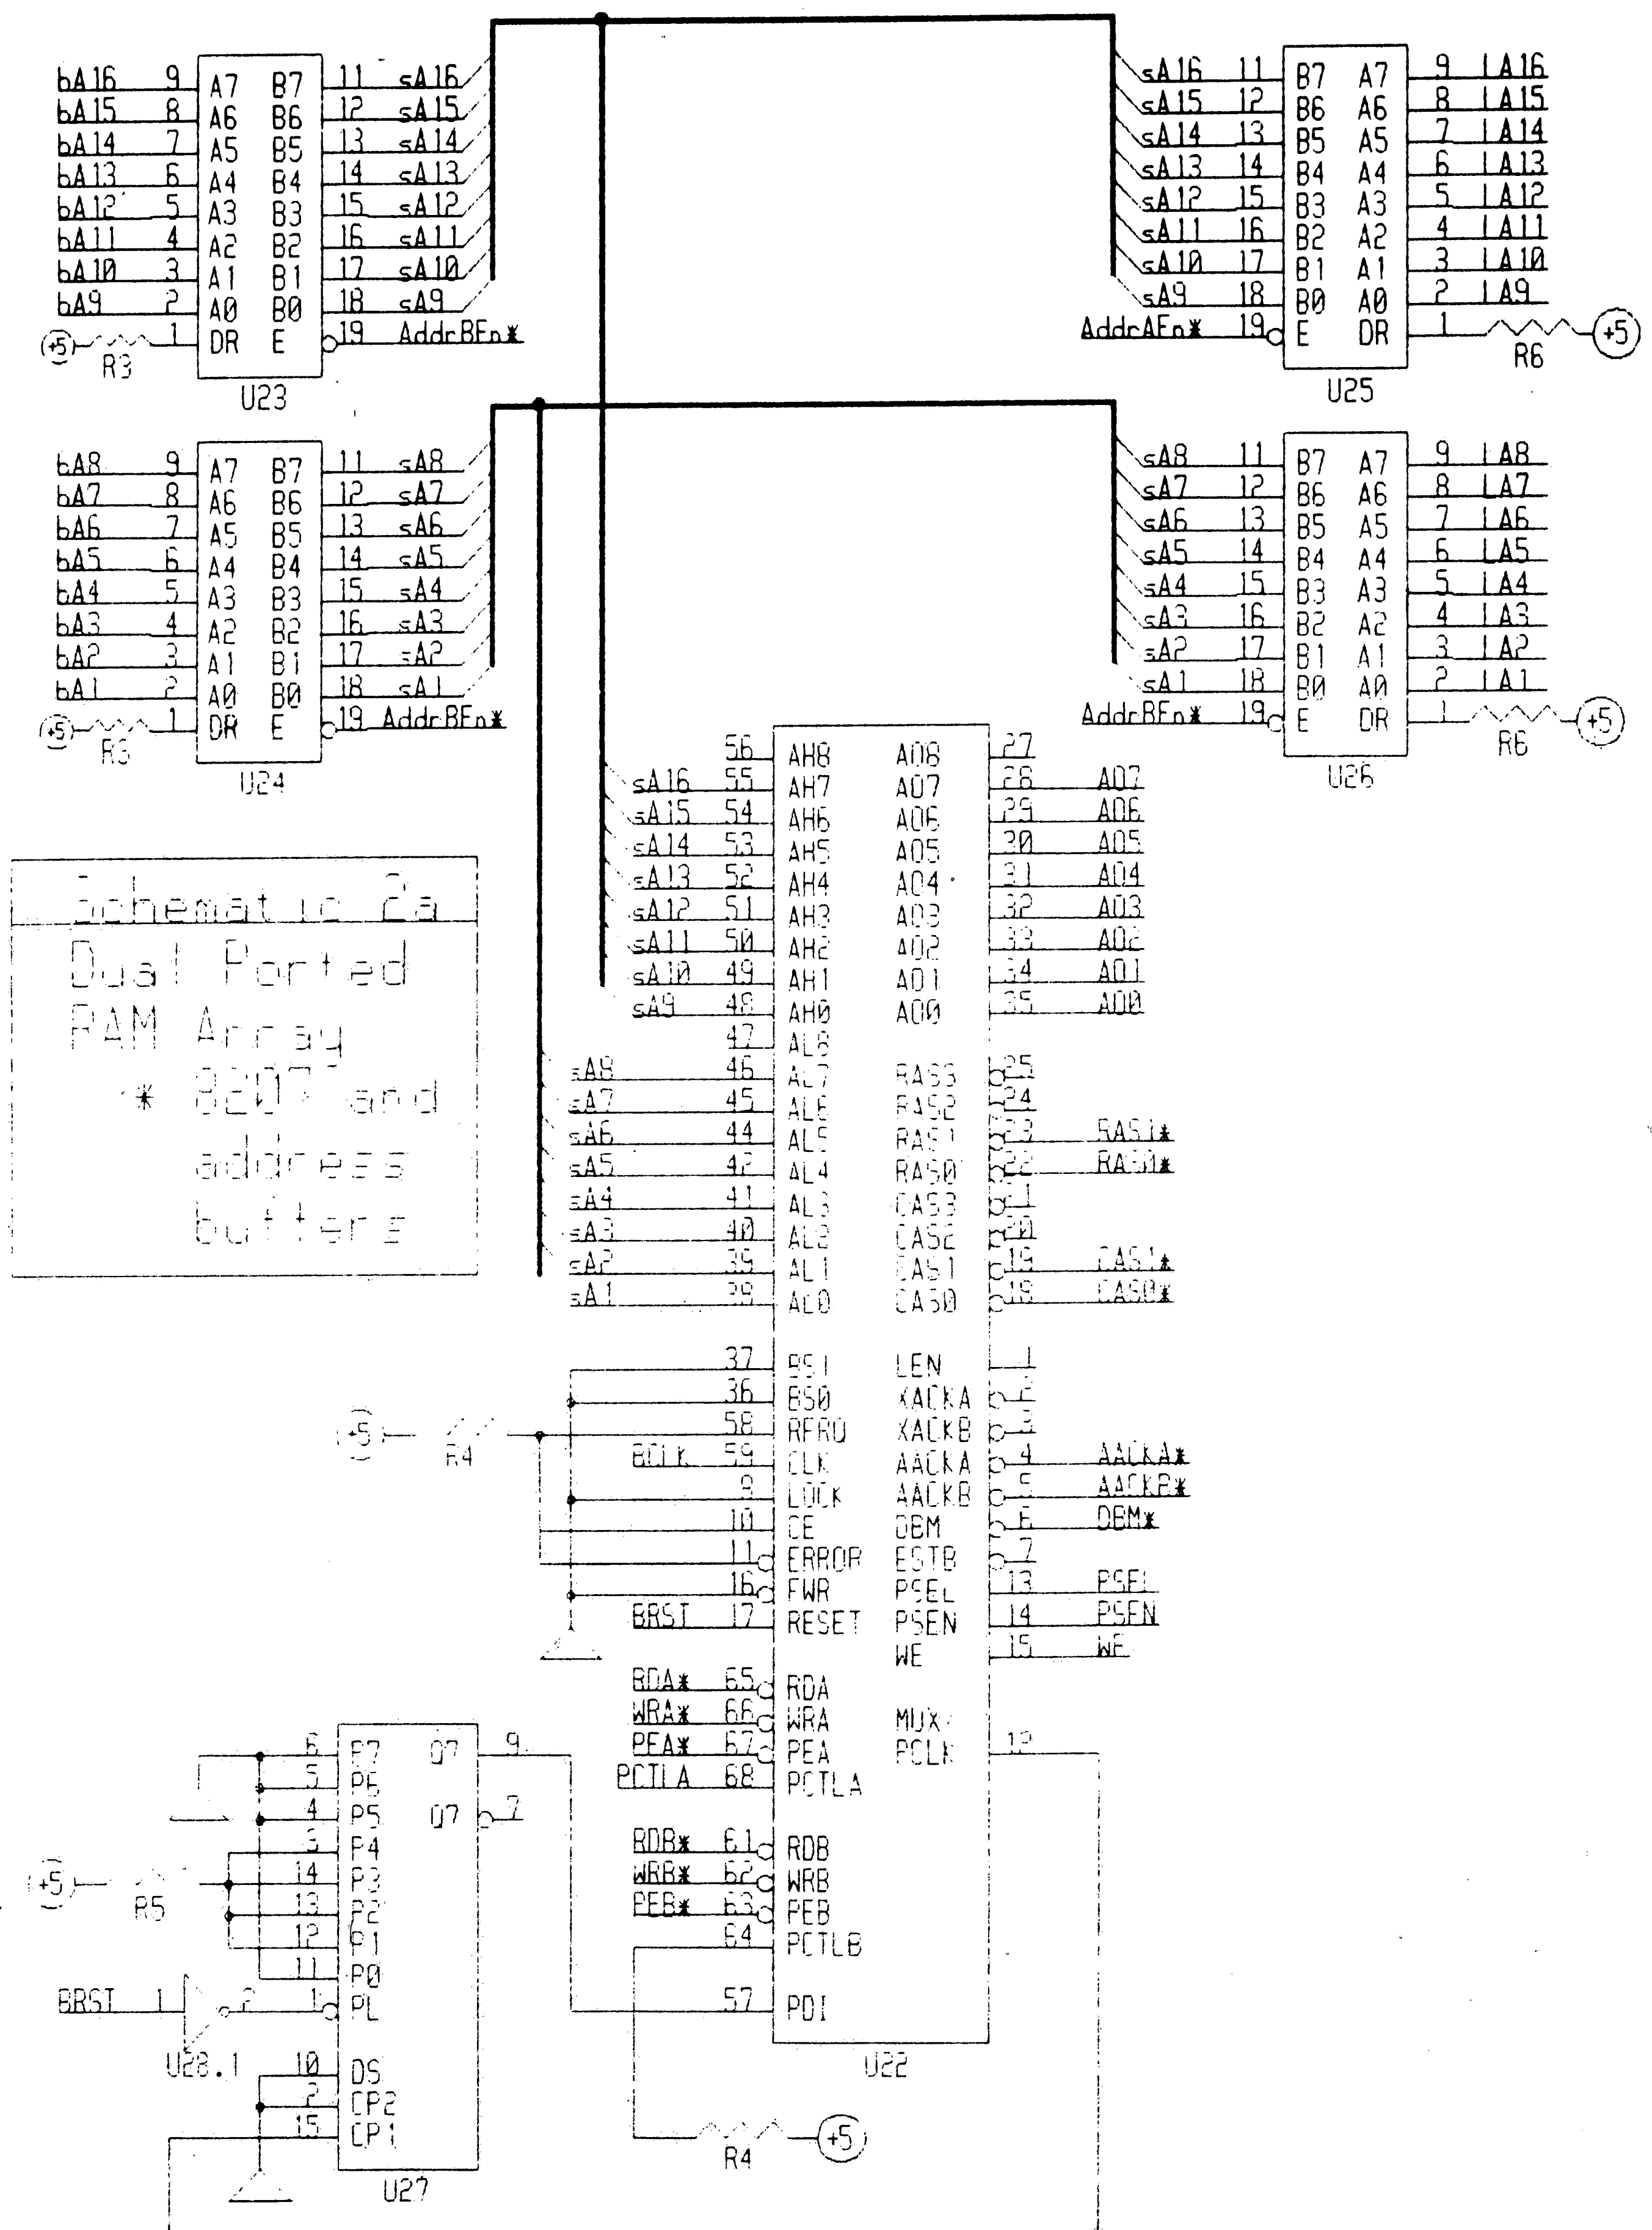 bA16 9 A7 B7 11 sA16
bA15 8 A6 B6 12 sA15
bA14 7 A5 B5 13 sA14
bA13 6 A4 B4 14 sA13
bA12 5 A3 B3 15 sA12
bA11 4 A2 B2 16 sA11
bA10 3 A1 B1 17 sA10
bA9 2 A0 B0 18 sA9
+5 R3 1 DR E 19 AddrBEn*
U23
sA16 11 B7 A7 9 lA16
sA15 12 B6 A6 8 lA15
sA14 13 B5 A5 7 lA14
sA13 14 B4 A4 6 lA13
sA12 15 B3 A3 5 lA12
sA11 16 B2 A2 4 lA11
sA10 17 B1 A1 3 lA10
sA9 18 B0 A0 2 lA9
AddrAEn* 19 E DR 1 R6 +5
U25
bA8 9 A7 B7 11 sA8
bA7 8 A6 B6 12 sA7
bA6 7 A5 B5 13 sA6
bA5 6 A4 B4 14 sA5
bA4 5 A3 B3 15 sA4
bA3 4 A2 B2 16 sA3
bA2 3 A1 B1 17 sA2
bA1 2 A0 B0 18 sA1
+5 R3 1 DR E 19 AddrBEn*
U24
sA8 11 B7 A7 9 lA8
sA7 12 B6 A6 8 lA7
sA6 13 B5 A5 7 lA6
sA5 14 B4 A4 6 lA5
sA4 15 B3 A3 5 lA4
sA3 16 B2 A2 4 lA3
sA2 17 B1 A1 3 lA2
sA1 18 B0 A0 2 lA1
AddrBEn* 19 E DR 1 R6 +5
U26
Schematic 2a
Dual Ported
RAM Array
* 8207 and
address
buffers
56 AH8 AO8 27
sA16 55 AH7 AO7 28 AO7
sA15 54 AH6 AO6 29 AO6
sA14 53 AH5 AO5 30 AO5
sA13 52 AH4 AO4 31 AO4
sA12 51 AH3 AO3 32 AO3
sA11 50 AH2 AO2 33 AO2
sA10 49 AH1 AO1 34 AO1
sA9 48 AH0 AO0 35 AO0
47 AL8
sA8 46 AL7 RAS3 25
sA7 45 AL6 RAS2 24
sA6 44 AL5 RAS1 23 RAS1*
sA5 42 AL4 RAS0 22 RAS0*
sA4 41 AL3 CAS3 21
sA3 40 AL2 CAS2 20
sA2 39 AL1 CAS1 19 CAS1*
sA1 38 AL0 CAS0 18 CAS0*
37 BS1 LEN 1
36 BS0 XACKA 2
+5 R4 58 RFRQ XACKB 3
BCLK 59 CLK AACKA 4 AACKA*
9 LOCK AACKB 5 AACKB*
10 CE DBM 6 DBM*
11 ERROR ESTB 7
16 FWR PSEL 13 PSEL
BRST 17 RESET PSEN 14 PSEN
WE 15 WE
RDA* 65 RDA
WRA* 66 WRA MUX/
PEA* 67 PEA PCLK 12
PCTLA 68 PCTLA
RDB* 61 RDB
WRB* 62 WRB
PEB* 63 PEB
64 PCTLB
57 PDI
U22
R4 +5
6 P7 Q7 9
5 P6
4 P5 Q7 7
3 P4
+5 R5 14 P3
13 P2
12 P1
11 P0
BRST 1 2 1 PL
U28.1
10 DS
2 CP2
15 CP1
U27